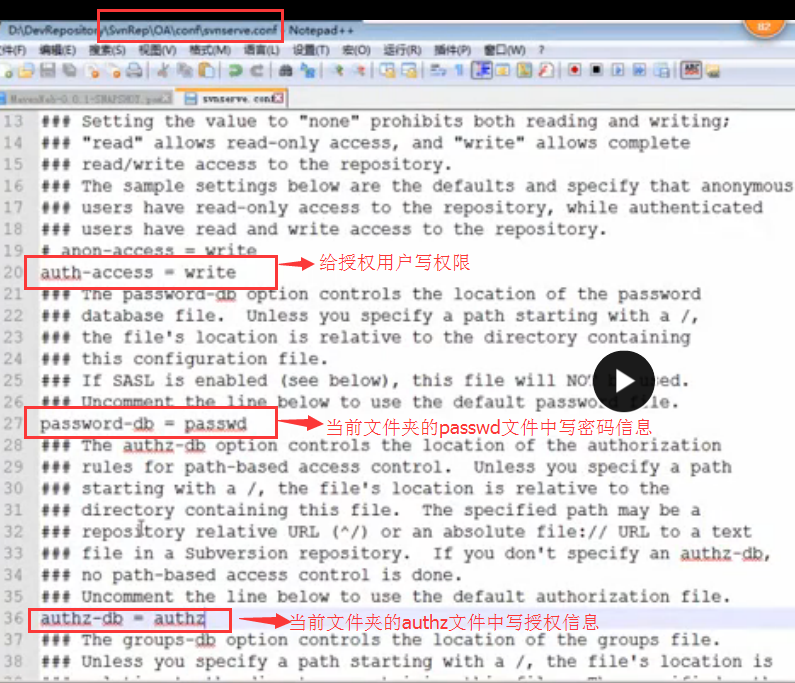 D:\DevRepository\SvnRep\OA\conf\svnserve.conf Notepad++
82
文件(F) 编辑(E) 搜索(S) 视图(V) 格式(M) 语言(L) 设置(T) 宏(O) 运行(R) 插件(P) 窗口(W) ?
svnserve.conf
13 ### Setting the value to "none" prohibits both reading and writing;
14 ### "read" allows read-only access, and "write" allows complete
15 ### read/write access to the repository.
16 ### The sample settings below are the defaults and specify that anonymous
17 ### users have read-only access to the repository, while authenticated
18 ### users have read and write access to the repository.
19 # anon-access = write
20 auth-access = write
给授权用户写权限
21 ### The password-db option controls the location of the password
22 ### database file. Unless you specify a path starting with a /,
23 ### the file's location is relative to the directory containing
24 ### this configuration file.
25 ### If SASL is enabled (see below), this file will NOT used.
26 ### Uncomment the line below to use the default password file.
27 password-db = passwd
当前文件夹的passwd文件中写密码信息
28 ### The authz-db option controls the location of the authorization
29 ### rules for path-based access control. Unless you specify a path
30 ### starting with a /, the file's location is relative to the
31 ### directory containing this file. The specified path may be a
32 ### repository relative URL (^/) or an absolute file:// URL to a text
33 ### file in a Subversion repository. If you don't specify an authz-db,
34 ### no path-based access control is done.
35 ### Uncomment the line below to use the default authorization file.
36 authz-db = authz
当前文件夹的authz文件中写授权信息
37 ### The groups-db option controls the location of the groups file.
38 ### Unless you specify a path starting with a /, the file's location is